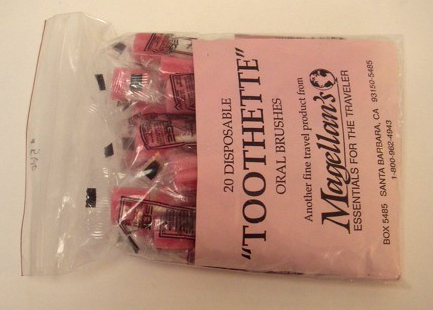 20 DISPOSABLE
"TOOTHETTE"
ORAL BRUSHES
Another fine travel product from
Magellan's
ESSENTIALS FOR THE TRAVELER
BOX 5485 SANTA BARBARA, CA 93150-5485
1-800-962-4943